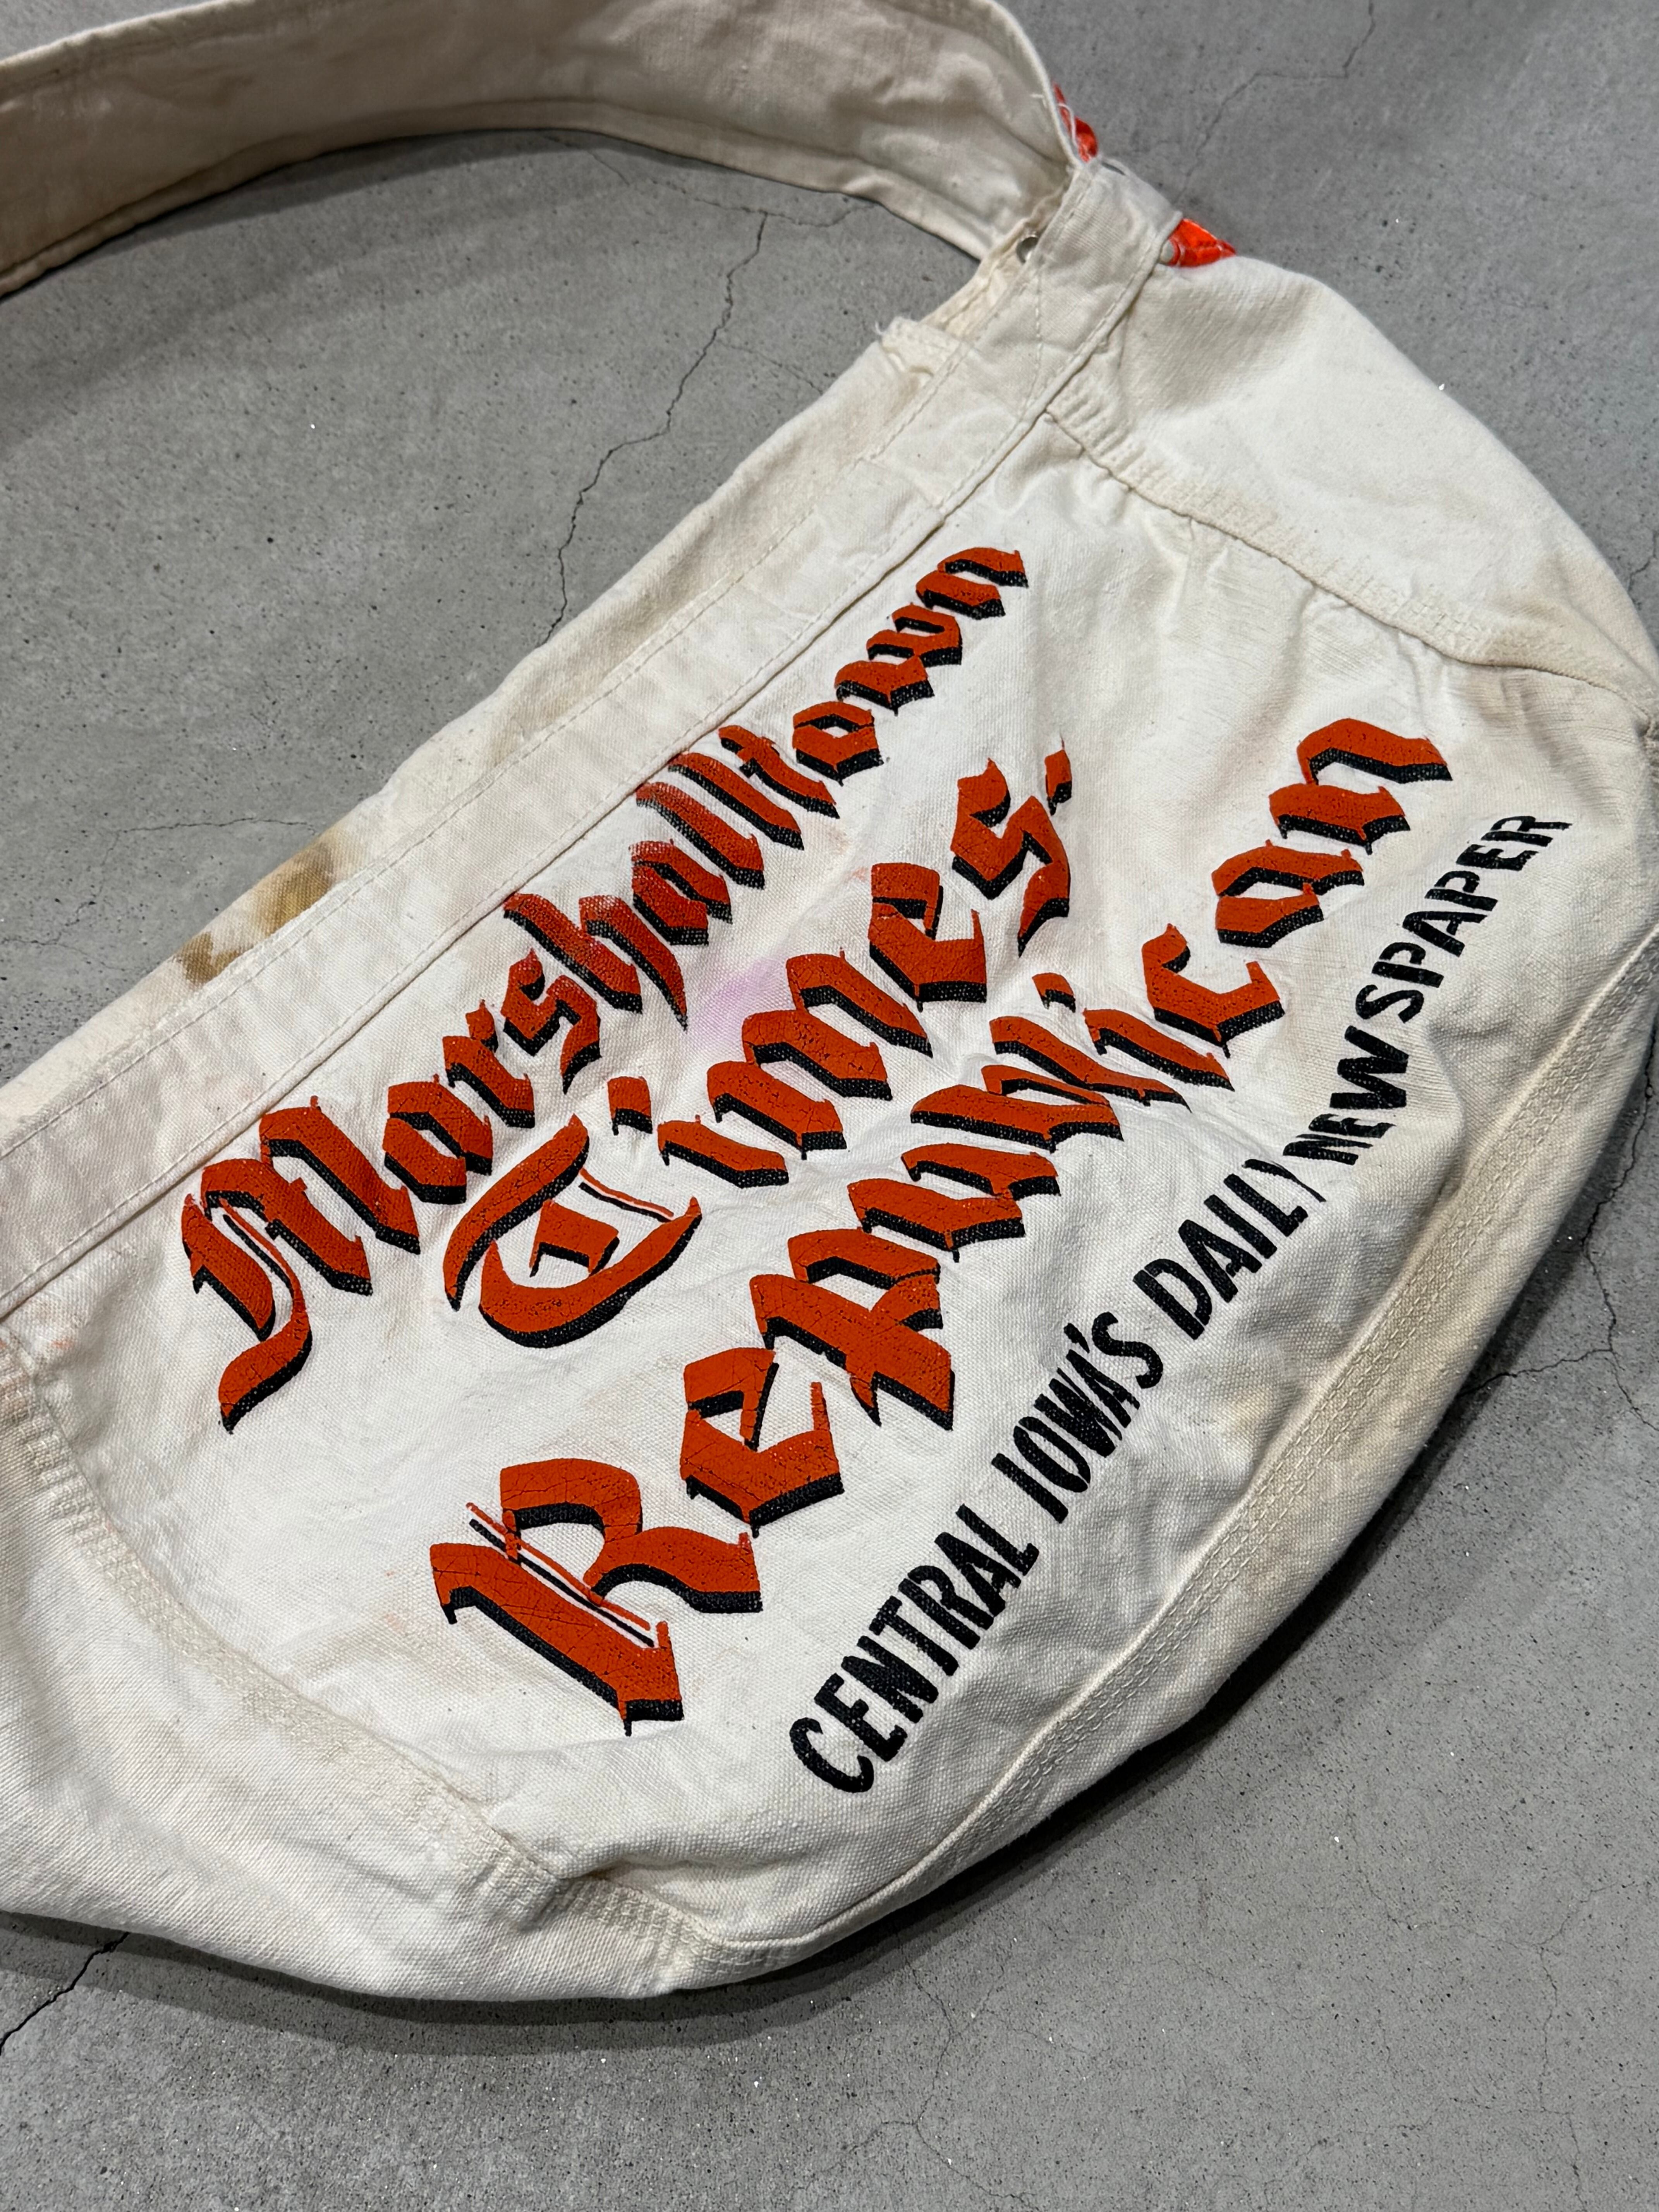 Marshalltown
Times-
Republican
CENTRAL IOWA'S DAILY NEWSPAPER